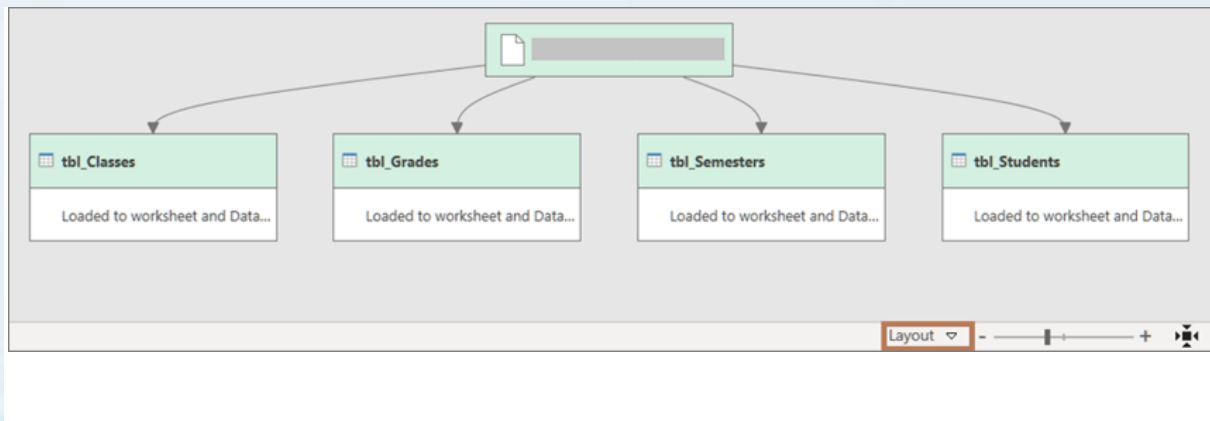 tbl_Classes
tbl_Grades
tbl_Semesters
tbl_Students
Loaded to worksheet and Data...
Loaded to worksheet and Data...
Loaded to worksheet and Data...
Loaded to worksheet and Data...
Layout